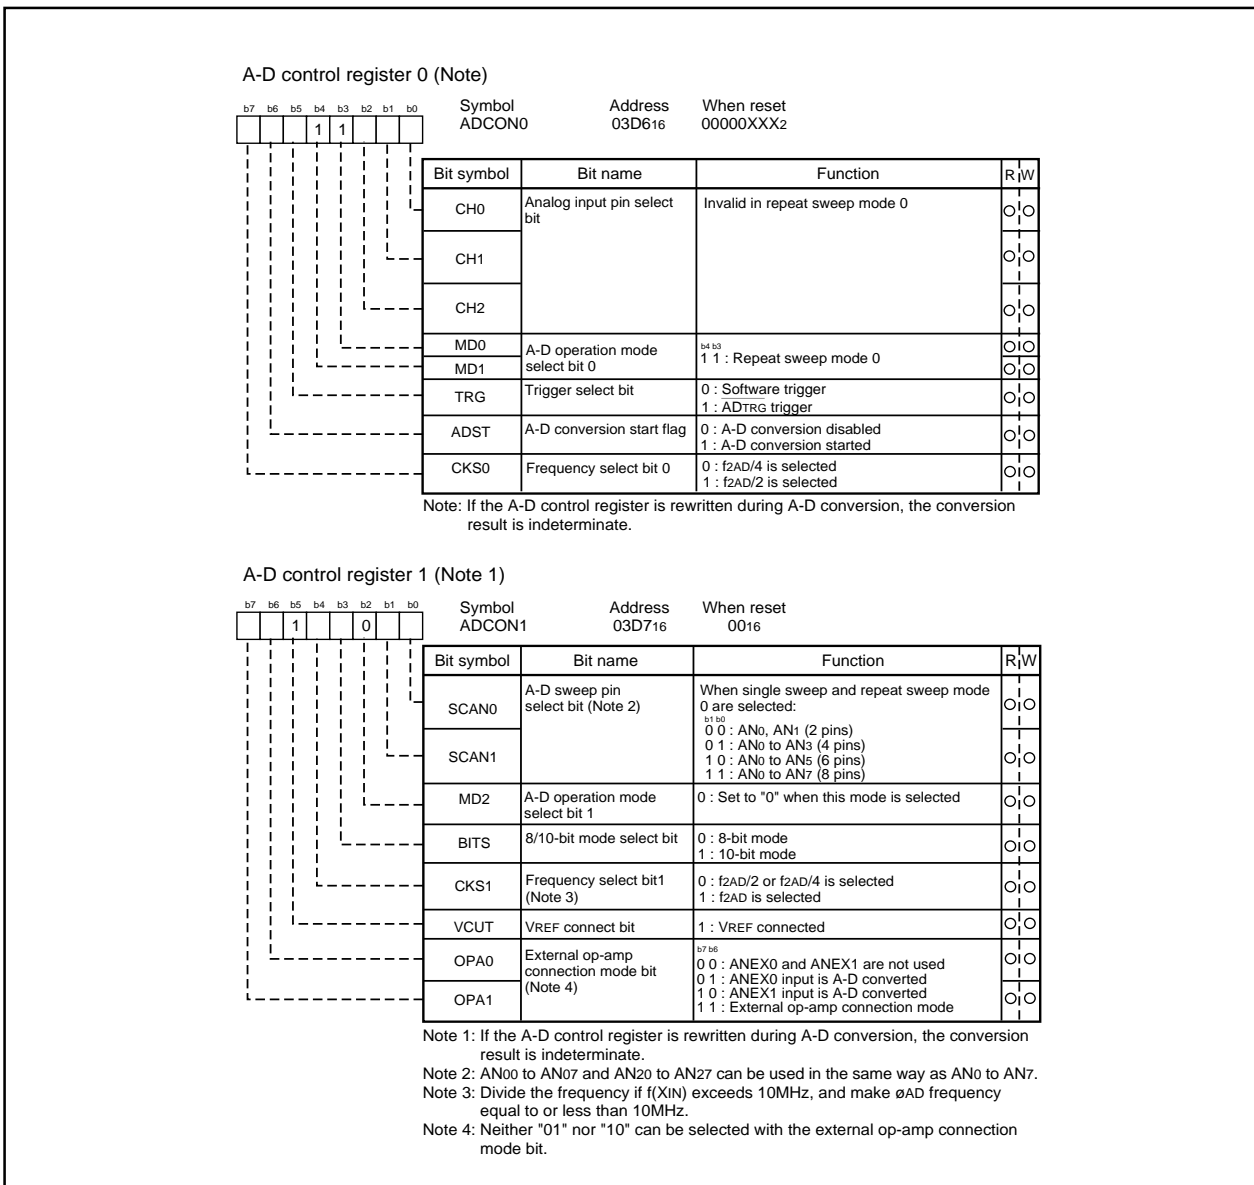 A-D control register 0 (Note)
b7 b6 b5 b4 b3 b2 b1 b0
1 1
Symbol Address When reset
ADCON0 03D616 00000XXX2
Bit symbol Bit name Function R W
CH0 Analog input pin select bit Invalid in repeat sweep mode 0
CH1
CH2
MD0 A-D operation mode select bit 0 b4 b3
MD1 1 1 : Repeat sweep mode 0
TRG Trigger select bit 0 : Software trigger
1 : ADTRG trigger
ADST A-D conversion start flag 0 : A-D conversion disabled
1 : A-D conversion started
CKS0 Frequency select bit 0 0 : f2AD/4 is selected
1 : f2AD/2 is selected
Note: If the A-D control register is rewritten during A-D conversion, the conversion
result is indeterminate.
A-D control register 1 (Note 1)
b7 b6 b5 b4 b3 b2 b1 b0
1 0
Symbol Address When reset
ADCON1 03D716 0016
Bit symbol Bit name Function R W
SCAN0 A-D sweep pin select bit (Note 2) When single sweep and repeat sweep mode
0 are selected:
b1 b0
0 0 : AN0, AN1 (2 pins)
0 1 : AN0 to AN3 (4 pins)
SCAN1 1 0 : AN0 to AN5 (6 pins)
1 1 : AN0 to AN7 (8 pins)
MD2 A-D operation mode select bit 1 0 : Set to "0" when this mode is selected
BITS 8/10-bit mode select bit 0 : 8-bit mode
1 : 10-bit mode
CKS1 Frequency select bit1 (Note 3) 0 : f2AD/2 or f2AD/4 is selected
1 : f2AD is selected
VCUT VREF connect bit 1 : VREF connected
OPA0 External op-amp connection mode bit (Note 4) b7 b6
0 0 : ANEX0 and ANEX1 are not used
0 1 : ANEX0 input is A-D converted
OPA1 1 0 : ANEX1 input is A-D converted
1 1 : External op-amp connection mode
Note 1: If the A-D control register is rewritten during A-D conversion, the conversion
result is indeterminate.
Note 2: AN00 to AN07 and AN20 to AN27 can be used in the same way as AN0 to AN7.
Note 3: Divide the frequency if f(XIN) exceeds 10MHz, and make øAD frequency
equal to or less than 10MHz.
Note 4: Neither "01" nor "10" can be selected with the external op-amp connection
mode bit.